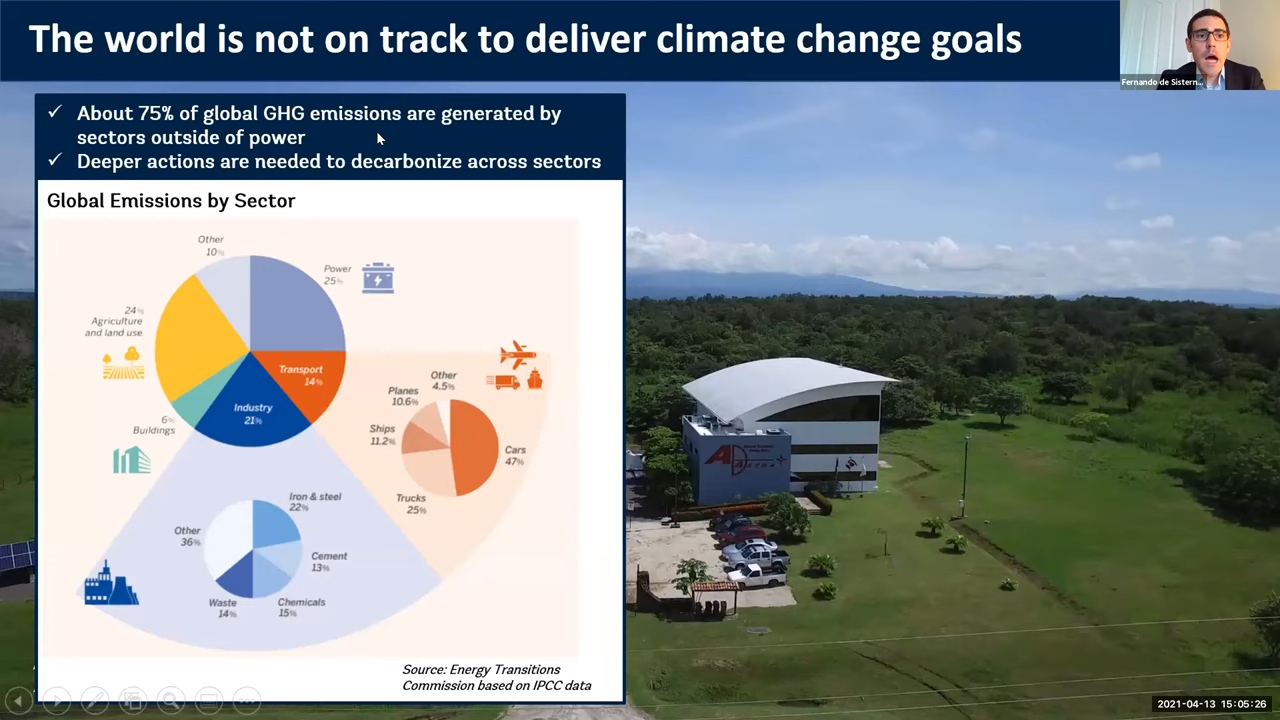 The world is not on track to deliver climate change goals
Fernando de Sistern...
✓ About 75% of global GHG emissions are generated by
sectors outside of power
✓ Deeper actions are needed to decarbonize across sectors
Global Emissions by Sector
Other
10%
Power
25%
24%
Agriculture
and land use
Transport
14%
Industry
21%
6%
Buildings
Other
4.5%
Planes
10.6%
Ships
11.2%
Cars
47%
Trucks
25%
Iron & steel
22%
Other
36%
Cement
13%
Waste
14%
Chemicals
15%
Source: Energy Transitions
Commission based on IPCC data
AD
ASTRA
2021-04-13 15:05:26